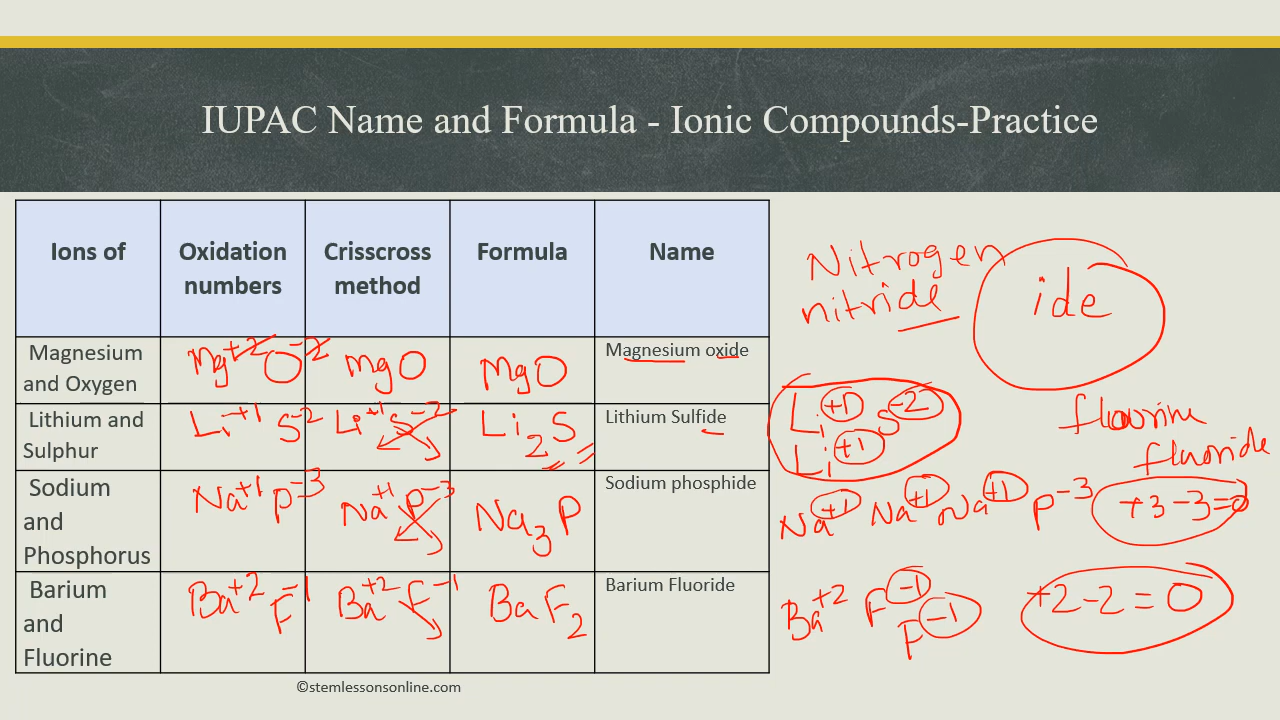 IUPAC Name and Formula - Ionic Compounds-Practice
Ions of
Oxidation numbers
Crisscross method
Formula
Name
Magnesium and Oxygen
Mg+2 O-2
MgO
MgO
Magnesium oxide
Lithium and Sulphur
Li+1 S-2
Li+1 S-2
Li2S
Lithium Sulfide
Sodium and Phosphorus
Na+1 P-3
Na+1 P-3
Na3P
Sodium phosphide
Barium and Fluorine
Ba+2 F-1
Ba+2 F-1
BaF2
Barium Fluoride
Nitrogen
nitride
ide
Li+1 S-2
Li+1
fluorine
fluoride
Na+1 Na+1 Na+1 P-3
+3-3=0
Ba+2 F-1
F-1
+2-2=0
©stemlessonsonline.com